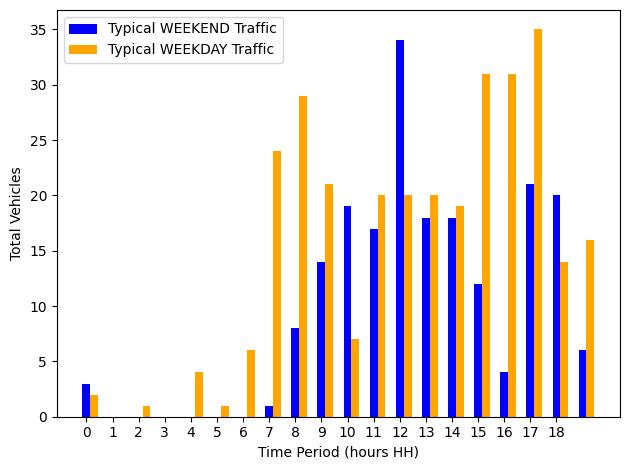 Typical WEEKEND Traffic
Typical WEEKDAY Traffic
Total Vehicles
35
30
25
20
15
10
5
0
0 1 2 3 4 5 6 7 8 9 10 11 12 13 14 15 16 17 18
Time Period (hours HH)